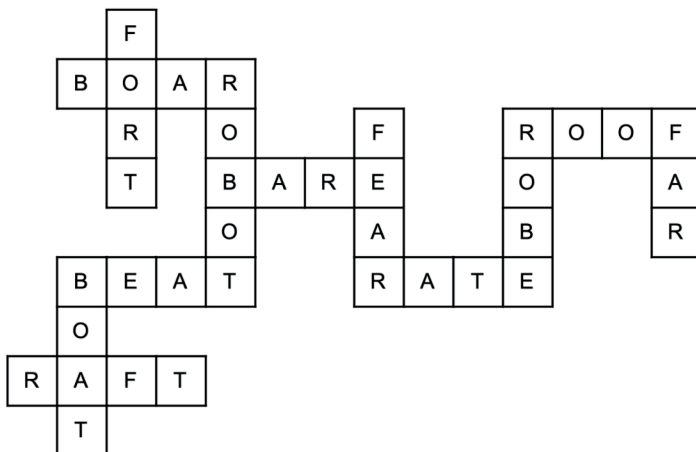 F
B O A R
R O F R O O F
T B A R E O A
O A B R
B E A T R A T E
O
R A F T
T